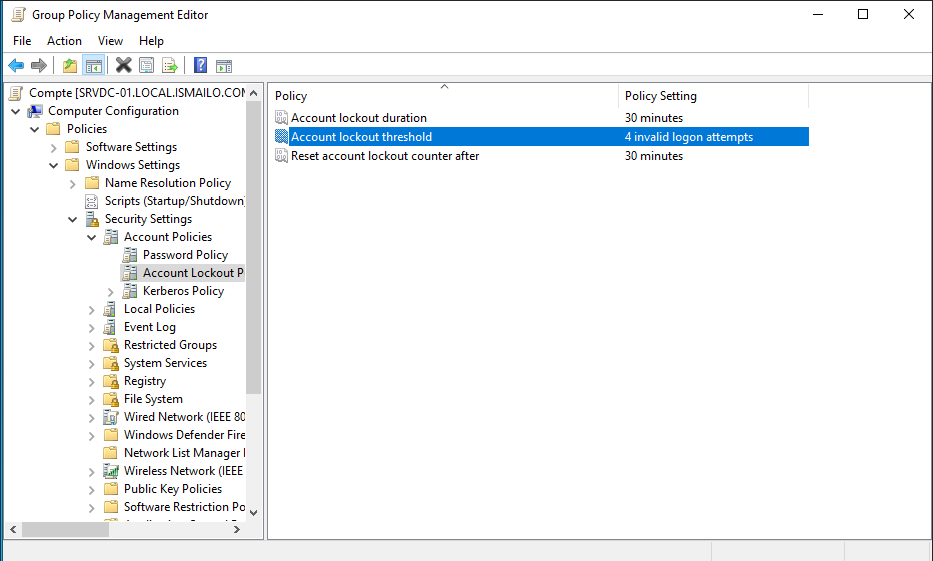 Group Policy Management Editor
File Action View Help
Compte [SRVDC-01.LOCAL.ISMAILO.COM
Computer Configuration
Policies
Software Settings
Windows Settings
Name Resolution Policy
Scripts (Startup/Shutdown)
Security Settings
Account Policies
Password Policy
Account Lockout P
Kerberos Policy
Local Policies
Event Log
Restricted Groups
System Services
Registry
File System
Wired Network (IEEE 80
Windows Defender Fire
Network List Manager
Wireless Network (IEEE
Public Key Policies
Software Restriction Po
Policy Policy Setting
Account lockout duration 30 minutes
Account lockout threshold 4 invalid logon attempts
Reset account lockout counter after 30 minutes